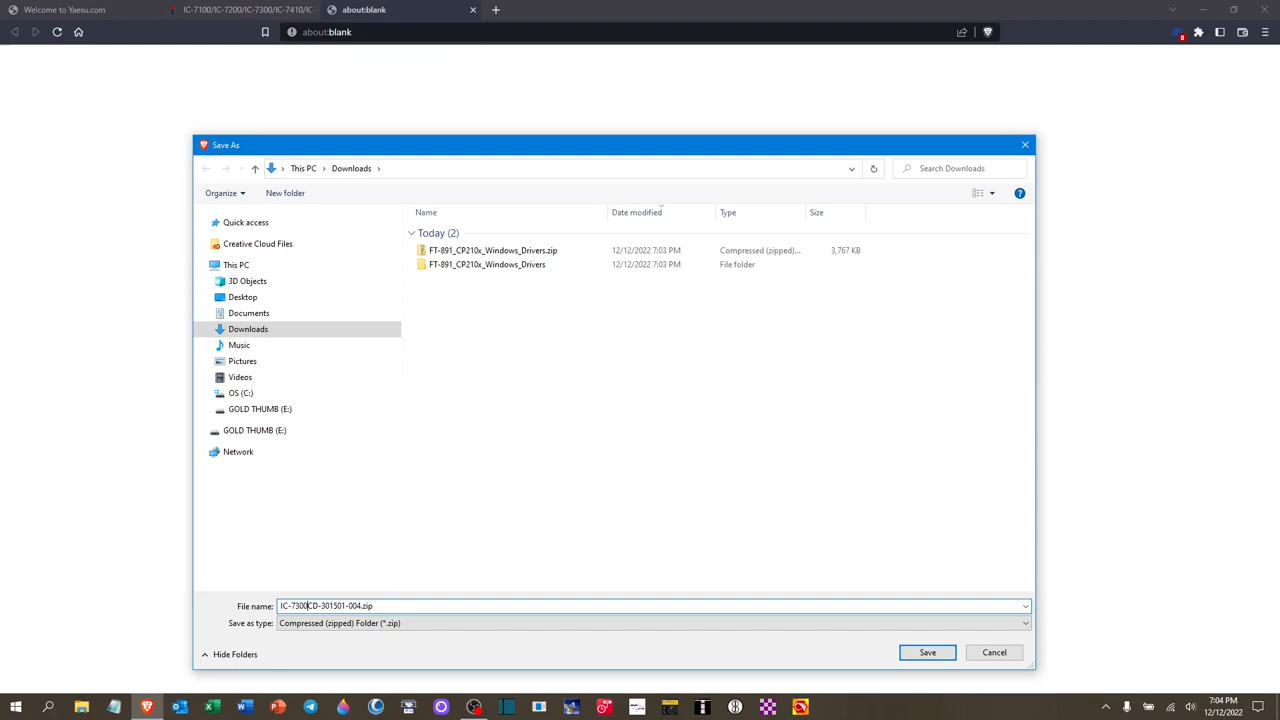 Welcome to Yaesu.com
IC-7100/IC-7200/IC-7300/IC-7410/IC-
about:blank
about:blank
8
Save As
This PC
Downloads
Search Downloads
Organize
New folder
Name
Date modified
Type
Size
Quick access
Creative Cloud Files
This PC
3D Objects
Desktop
Documents
Downloads
Music
Pictures
Videos
OS (C:)
GOLD THUMB (E:)
GOLD THUMB (E:)
Network
Today (2)
FT-891_CP210x_Windows_Drivers.zip 12/12/2022 7:03 PM Compressed (zipped)... 3,767 KB
FT-891_CP210x_Windows_Drivers 12/12/2022 7:03 PM File folder
File name: IC-7300CD-301501-004.zip
Save as type: Compressed (zipped) Folder (*.zip)
Hide Folders
Save
Cancel
7:04 PM
12/12/2022